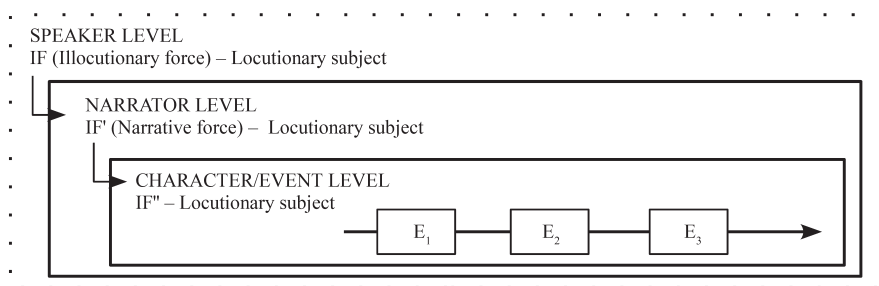 SPEAKER LEVEL
IF (Illocutionary force) – Locutionary subject
NARRATOR LEVEL
IF' (Narrative force) – Locutionary subject
CHARACTER/EVENT LEVEL
IF" – Locutionary subject
E₁ E₂ E₃